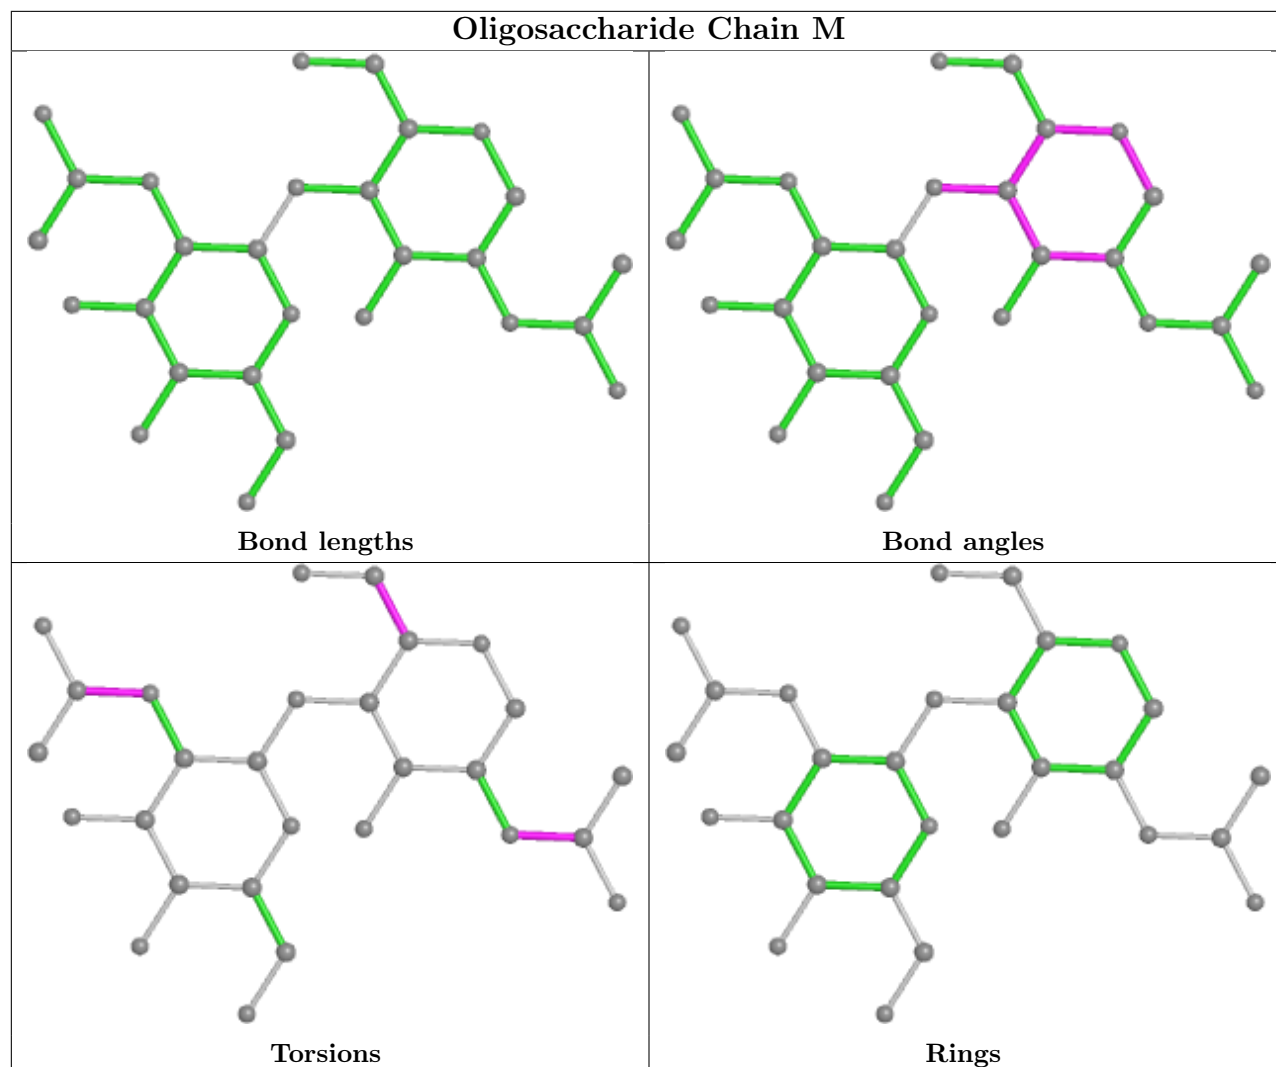 Oligosaccharide Chain M
Bond lengths
Bond angles
Torsions
Rings